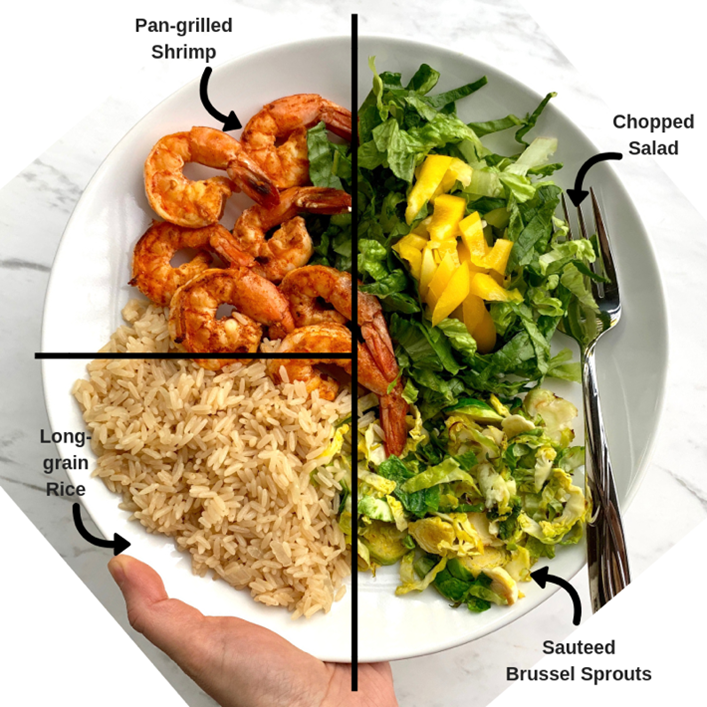 Pan-grilled
Shrimp
Chopped
Salad
Long-
grain
Rice
Sauteed
Brussel Sprouts